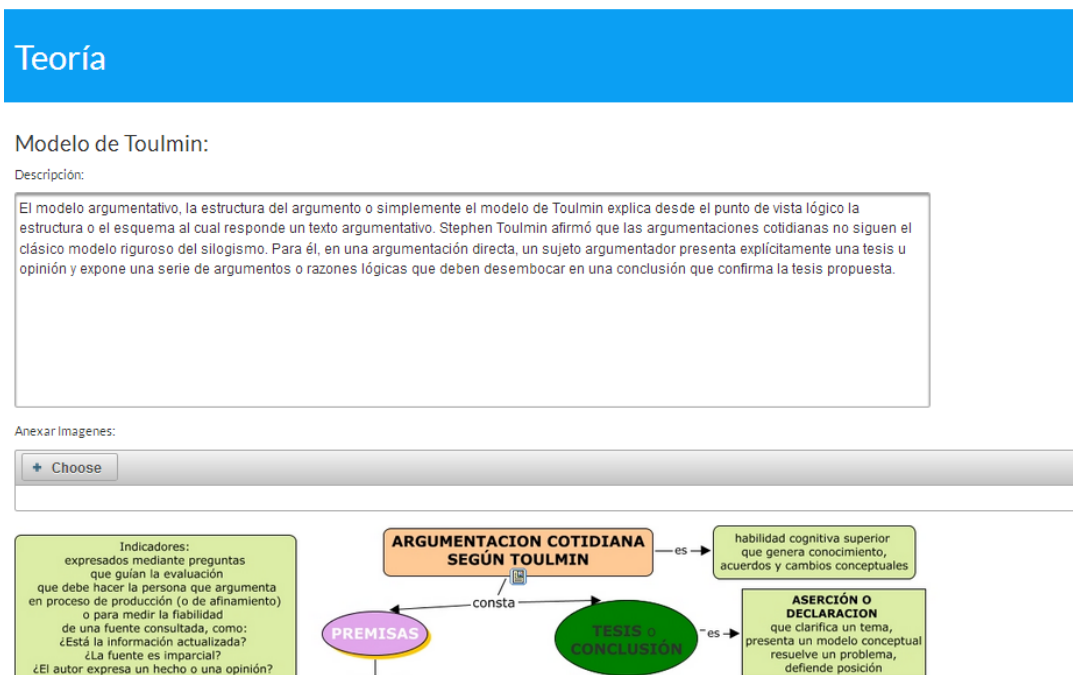 Teoría
Modelo de Toulmin:
Descripción:
El modelo argumentativo, la estructura del argumento o simplemente el modelo de Toulmin explica desde el punto de vista lógico la
estructura o el esquema al cual responde un texto argumentativo. Stephen Toulmin afirmó que las argumentaciones cotidianas no siguen el
clásico modelo riguroso del silogismo. Para él, en una argumentación directa, un sujeto argumentador presenta explícitamente una tesis u
opinión y expone una serie de argumentos o razones lógicas que deben desembocar en una conclusión que confirma la tesis propuesta.
Anexar Imagenes:
+ Choose
Indicadores:
expresados mediante preguntas
que guían la evaluación
que debe hacer la persona que argumenta
en proceso de producción (o de afinamiento)
o para medir la fiabilidad
de una fuente consultada, como:
¿Está la información actualizada?
¿La fuente es imparcial?
¿El autor expresa un hecho o una opinión?
ARGUMENTACION COTIDIANA
SEGÚN TOULMIN
es
habilidad cognitiva superior
que genera conocimiento,
acuerdos y cambios conceptuales
consta
PREMISAS
TESIS o
CONCLUSIÓN
es
ASERCIÓN O
DECLARACION
que clarifica un tema,
presenta un modelo conceptual
resuelve un problema,
defiende posición